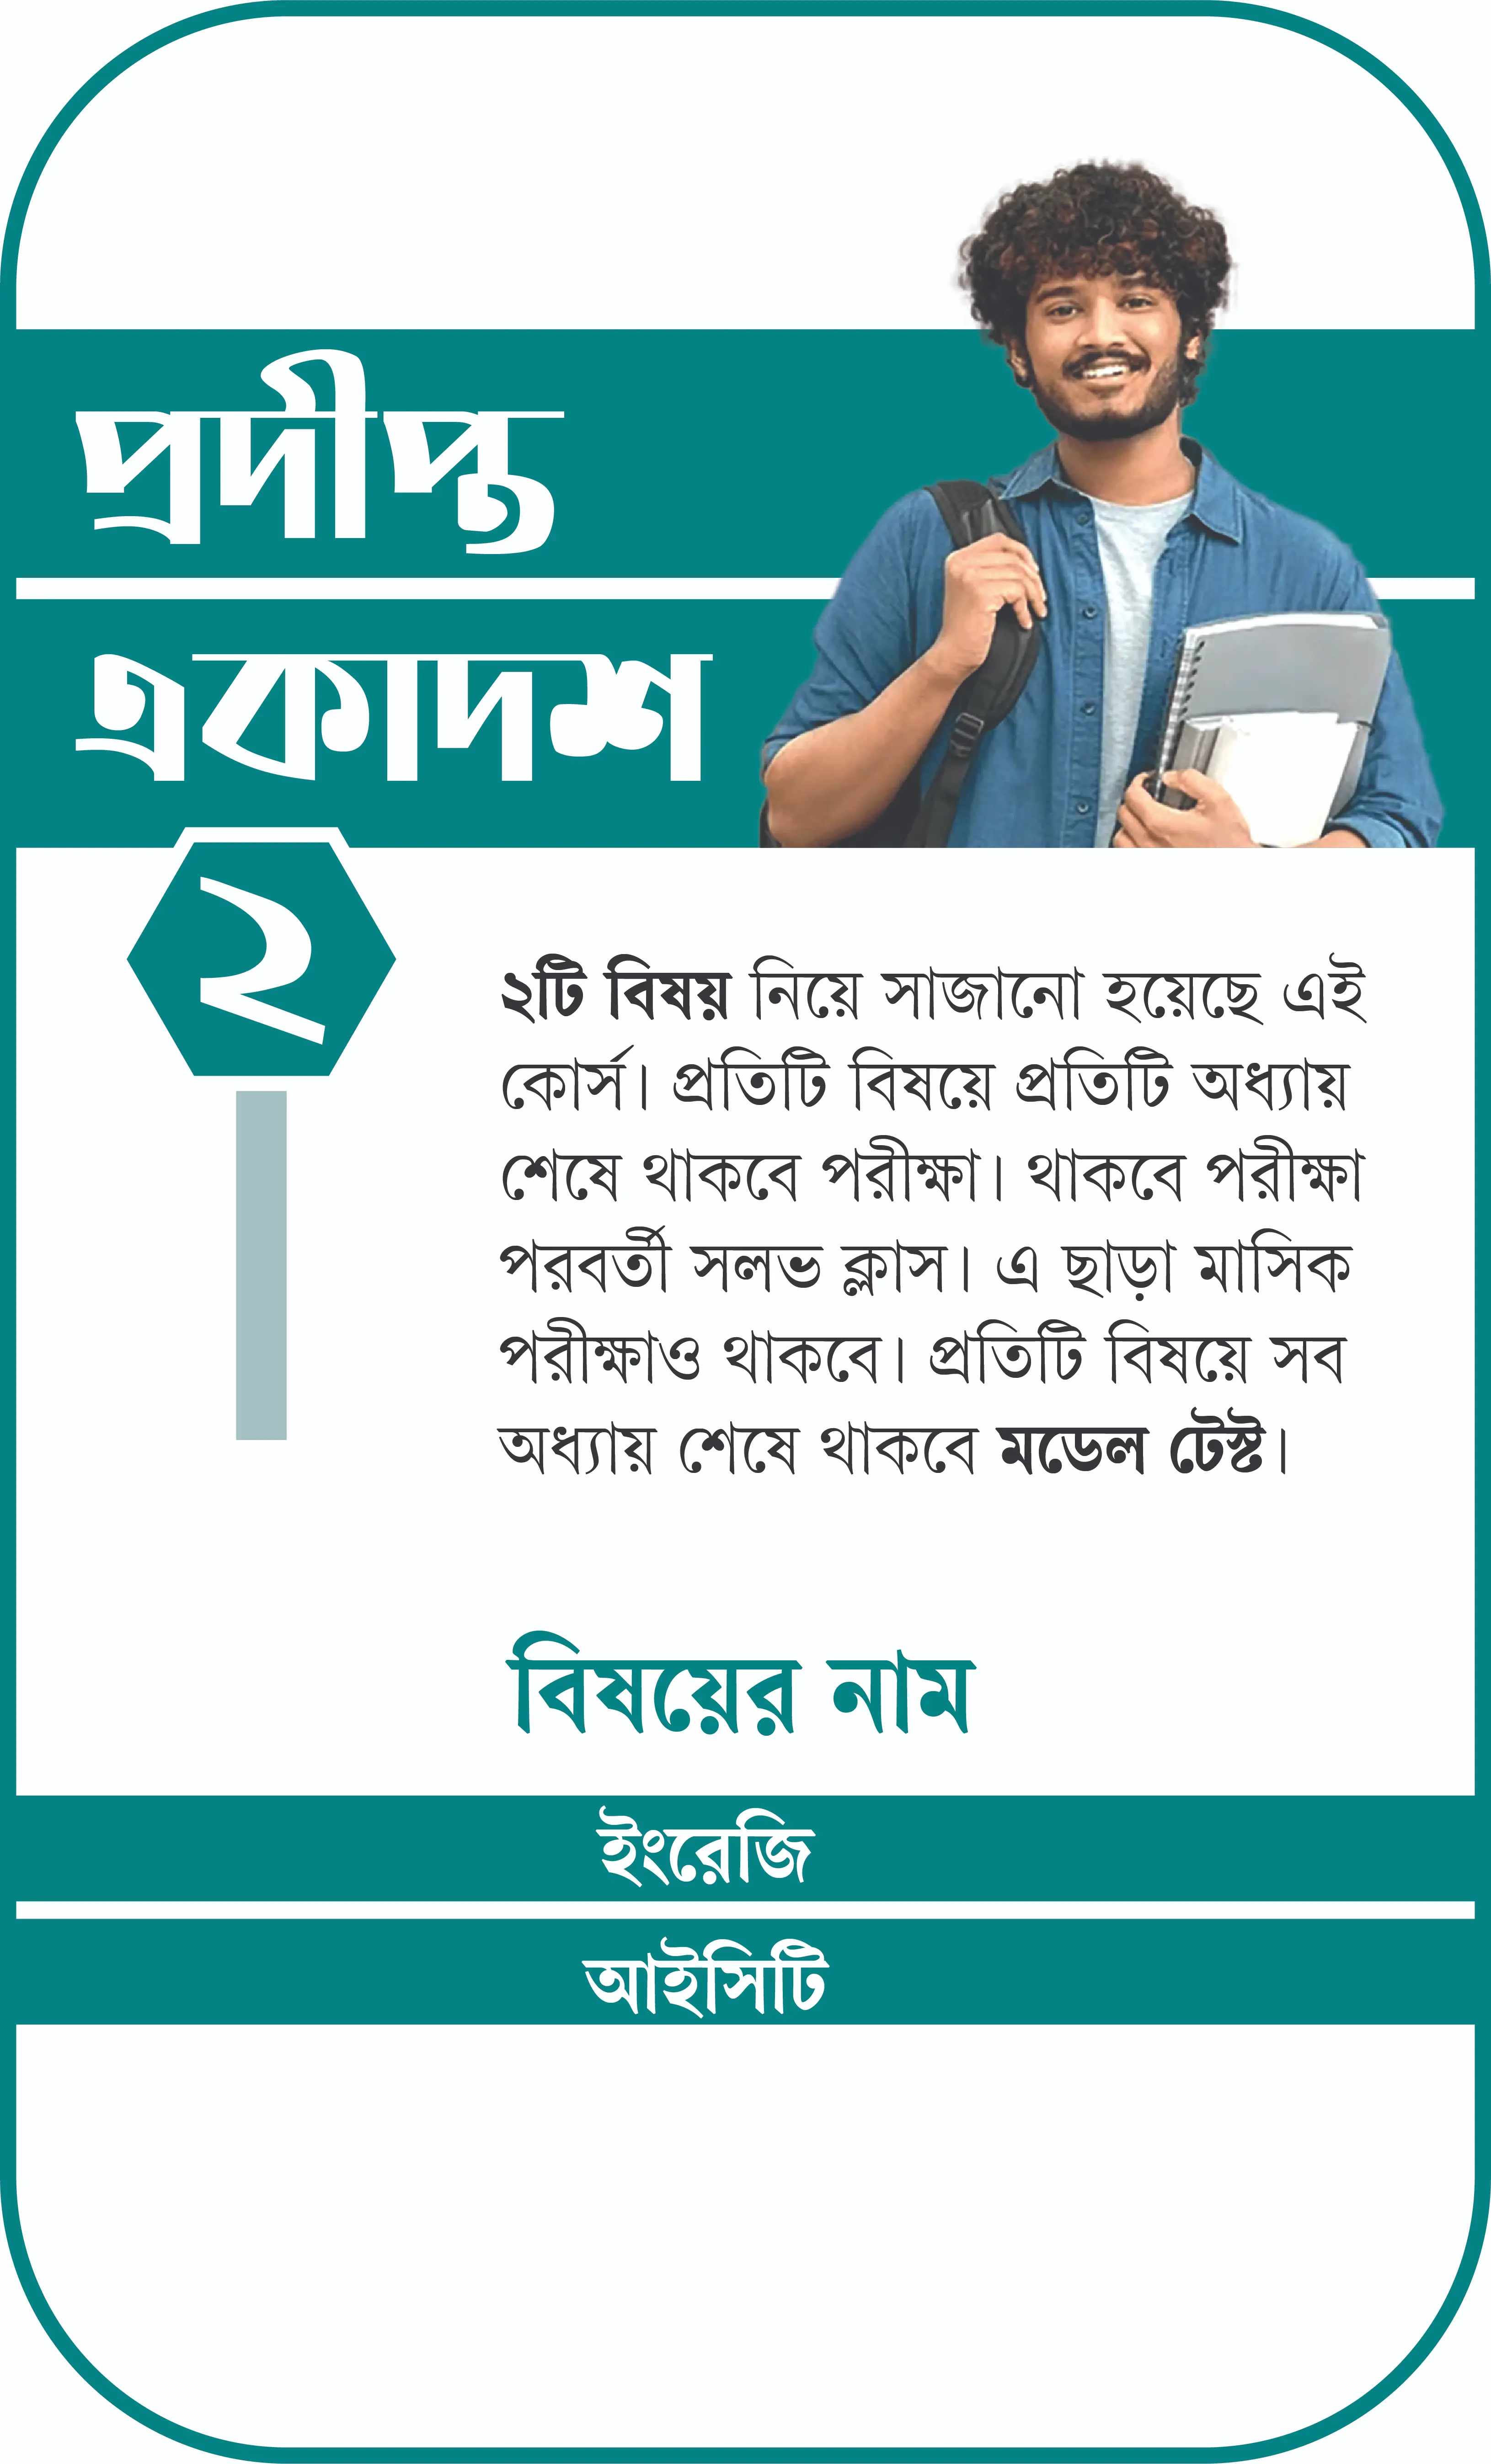 প্রদীপ্ত
একাদশ
২
২টি বিষয় নিয়ে সাজানো হয়েছে এই
কোর্স। প্রতিটি বিষয়ে প্রতিটি অধ্যায়
শেষে থাকবে পরীক্ষা। থাকবে পরীক্ষা
পরবর্তী সলভ ক্লাস। এ ছাড়া মাসিক
পরীক্ষাও থাকবে। প্রতিটি বিষয়ে সব
অধ্যায় শেষে থাকবে মডেল টেস্ট।
বিষয়ের নাম
ইংরেজি
আইসিটি